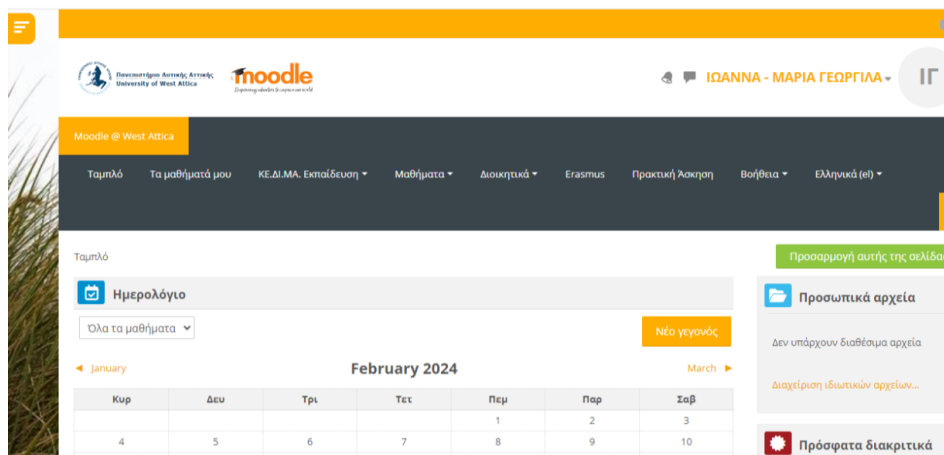 Πανεπιστήμιο Δυτικής Αττικής
University of West Attica
moodle
ΙΩΑΝΝΑ - ΜΑΡΙΑ ΓΕΩΡΓΙΛΑ
ΙΓ
Moodle @ West Attica
Ταμπλό Τα μαθήματά μου ΚΕ.ΔΙ.ΜΑ. Εκπαίδευση Μαθήματα Διοικητικά Erasmus Πρακτική Άσκηση Βοήθεια Ελληνικά (el)
Ταμπλό
Προσαρμογή αυτής της σελίδας
Ημερολόγιο
Όλα τα μαθήματα
Νέο γεγονός
◄ January February 2024 March ►
Κυρ Δευ Τρι Τετ Πεμ Παρ Σαβ
1 2 3
4 5 6 7 8 9 10
Προσωπικά αρχεία
Δεν υπάρχουν διαθέσιμα αρχεία
Διαχείριση ιδιωτικών αρχείων...
Πρόσφατα διακριτικά